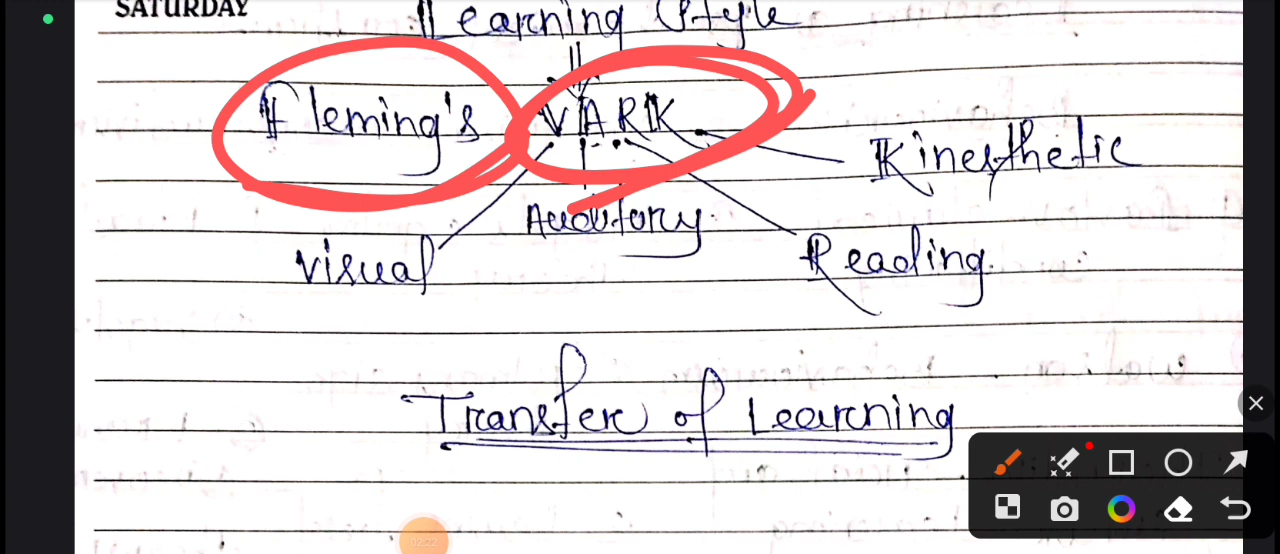 SATURDAY
Learning Style
Fleming's VARK
Kinesthetic
Auditory
Visual
Reading.
Transfer of Learning